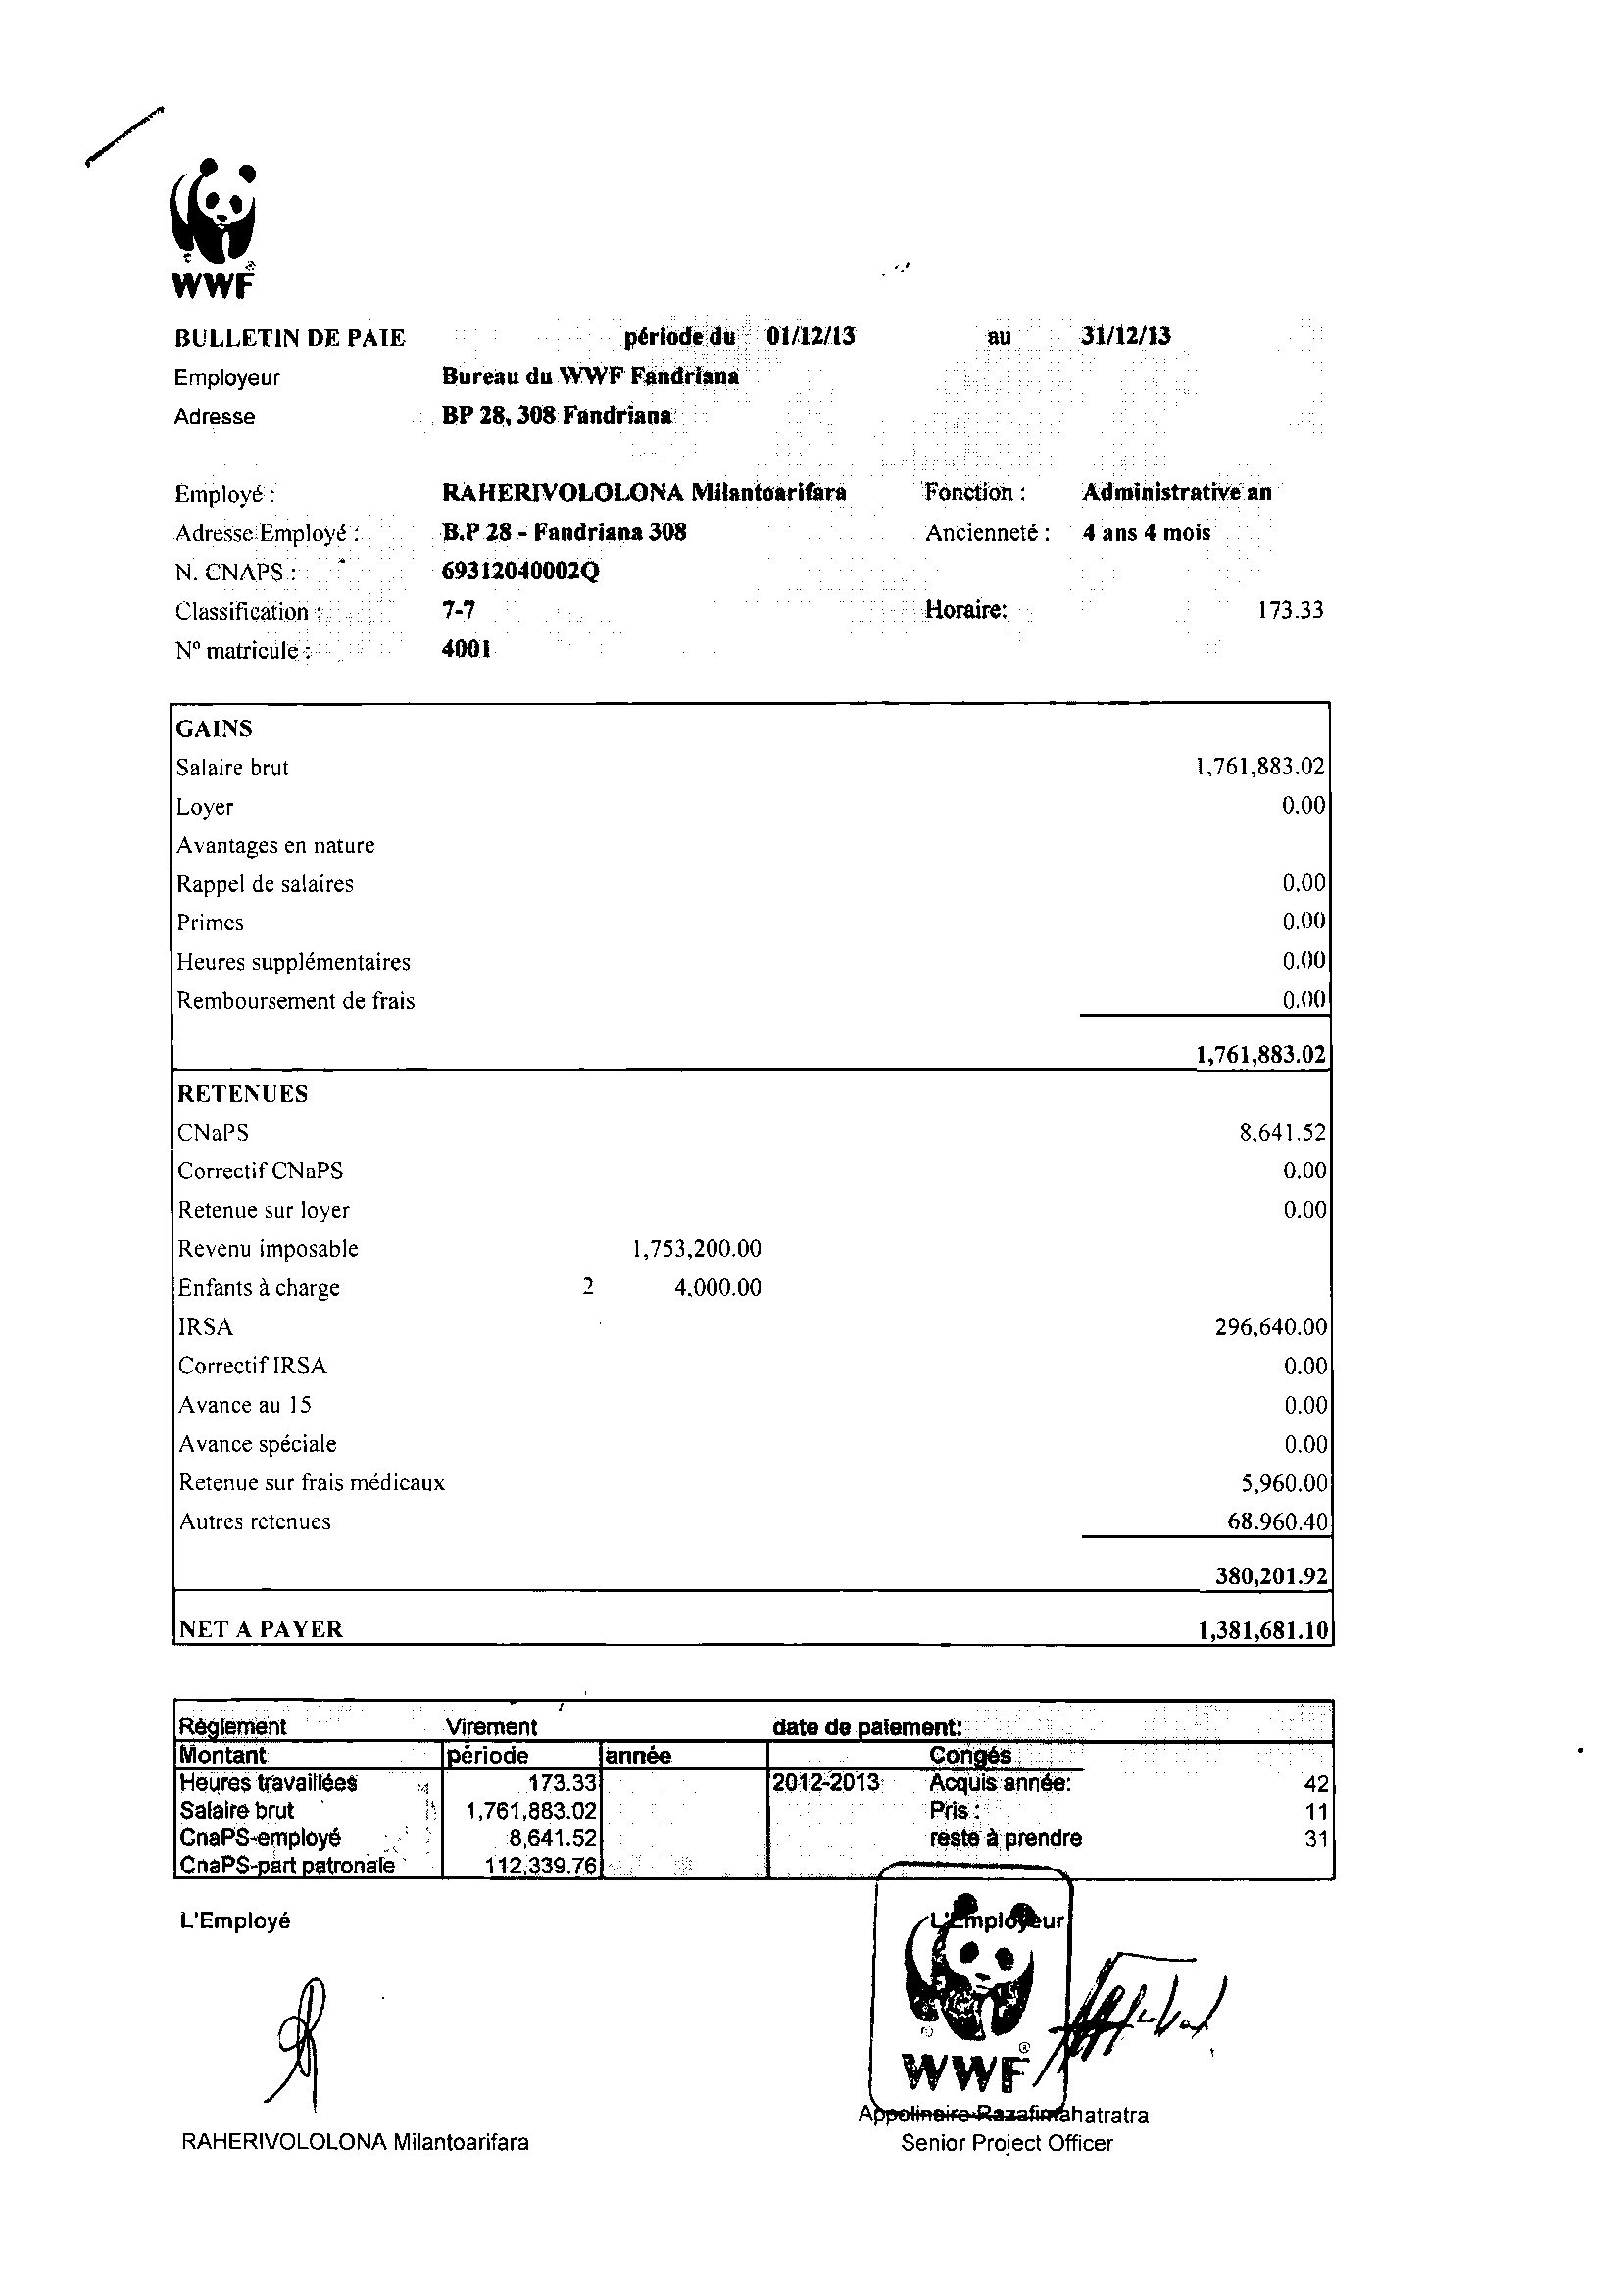 WWF
BULLETIN DE PAIE période du 01/12/13 au 31/12/13
Employeur Bureau du WWF Fandriana
Adresse BP 28, 308 Fandriana
Employé : RAHERIVOLOLONA Milantoarifara Fonction : Administrative an
Adresse Employé : B.P 28 - Fandriana 308 Ancienneté : 4 ans 4 mois
N. CNAPS : 69312040002Q
Classification : 7-7 Horaire: 173.33
Nº matricule : 4001
GAINS
Salaire brut 1,761,883.02
Loyer 0.00
Avantages en nature
Rappel de salaires 0.00
Primes 0.00
Heures supplémentaires 0.00
Remboursement de frais 0.00
1,761,883.02
RETENUES
CNaPS 8,641.52
Correctif CNaPS 0.00
Retenue sur loyer 0.00
Revenu imposable 1,753,200.00
Enfants à charge 2 4,000.00
IRSA 296,640.00
Correctif IRSA 0.00
Avance au 15 0.00
Avance spéciale 0.00
Retenue sur frais médicaux 5,960.00
Autres retenues 68,960.40
380,201.92
NET A PAYER 1,381,681.10
Règlement Virement date de paiement:
Montant période année Congés
Heures travaillées 173.33 2012-2013 Acquis année: 42
Salaire brut 1,761,883.02 Pris : 11
CnaPS-employé 8,641.52 reste à prendre 31
CnaPS-part patronale 112,339.76
L'Employé L'Employeur
WWF
Appolinaire Razafimahatratra
RAHERIVOLOLONA Milantoarifara Senior Project Officer